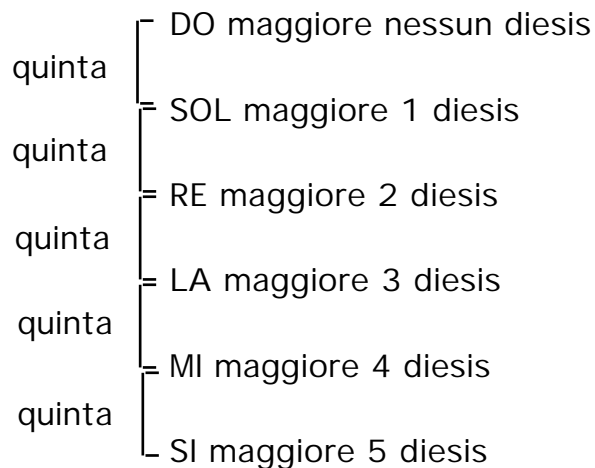 DO maggiore nessun diesis
quinta
SOL maggiore 1 diesis
quinta
RE maggiore 2 diesis
quinta
LA maggiore 3 diesis
quinta
MI maggiore 4 diesis
quinta
SI maggiore 5 diesis